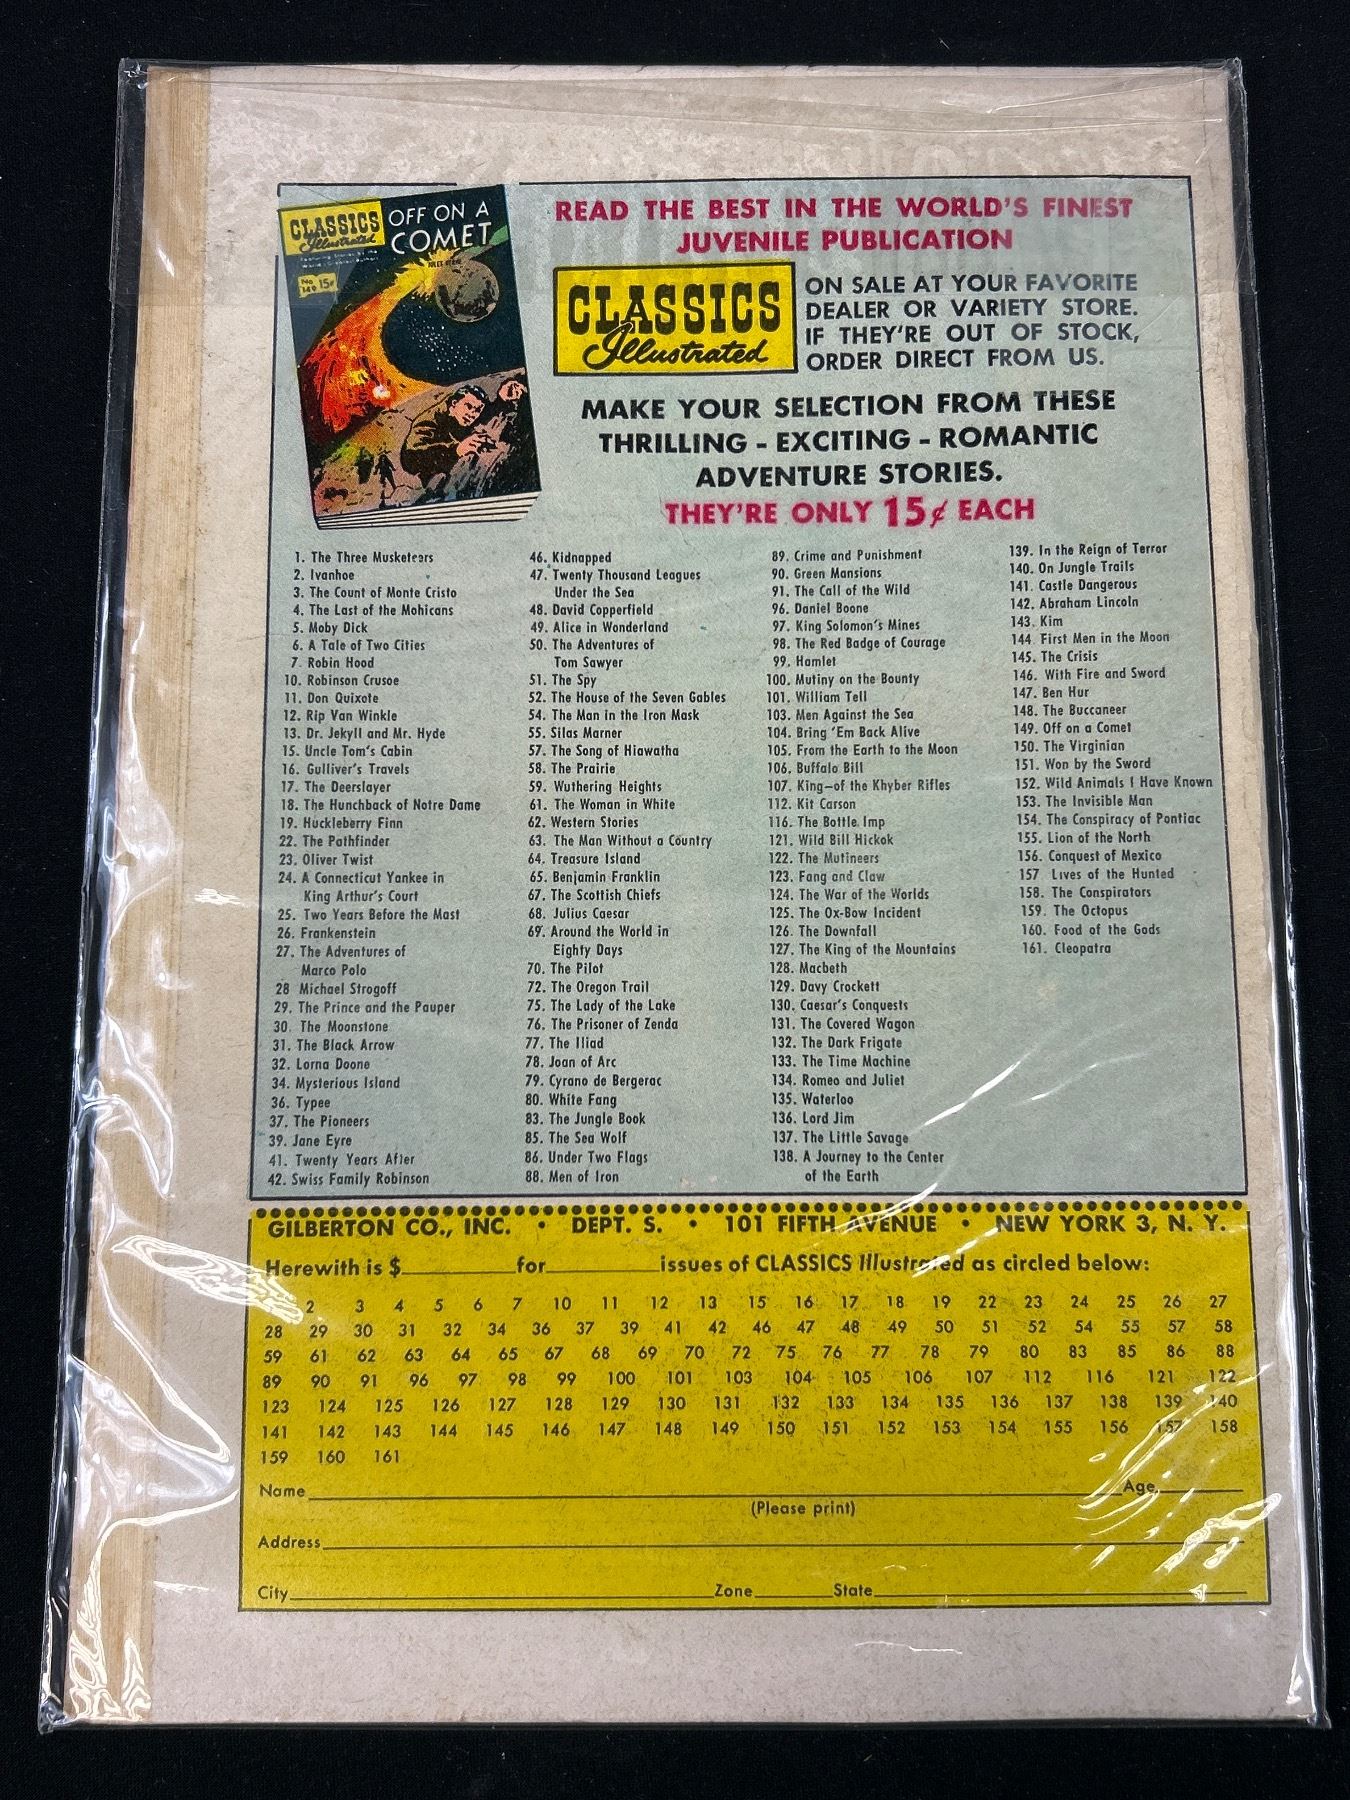 CLASSICS
Illustrated
OFF ON A
COMET
JULES VERNE
No
149 15¢
READ THE BEST IN THE WORLD'S FINEST
JUVENILE PUBLICATION
CLASSICS
Illustrated
ON SALE AT YOUR FAVORITE
DEALER OR VARIETY STORE.
IF THEY'RE OUT OF STOCK,
ORDER DIRECT FROM US.
MAKE YOUR SELECTION FROM THESE
THRILLING - EXCITING - ROMANTIC
ADVENTURE STORIES.
THEY'RE ONLY 15¢ EACH
1. The Three Musketeers
2. Ivanhoe
3. The Count of Monte Cristo
4. The Last of the Mohicans
5. Moby Dick
6. A Tale of Two Cities
7. Robin Hood
10. Robinson Crusoe
11. Don Quixote
12. Rip Van Winkle
13. Dr. Jekyll and Mr. Hyde
15. Uncle Tom's Cabin
16. Gulliver's Travels
17. The Deerslayer
18. The Hunchback of Notre Dame
19. Huckleberry Finn
22. The Pathfinder
23. Oliver Twist
24. A Connecticut Yankee in
King Arthur's Court
25. Two Years Before the Mast
26. Frankenstein
27. The Adventures of
Marco Polo
28 Michael Strogoff
29. The Prince and the Pauper
30. The Moonstone
31. The Black Arrow
32. Lorna Doone
34. Mysterious Island
36. Typee
37. The Pioneers
39. Jane Eyre
41. Twenty Years After
42. Swiss Family Robinson
46. Kidnapped
47. Twenty Thousand Leagues
Under the Sea
48. David Copperfield
49. Alice in Wonderland
50. The Adventures of
Tom Sawyer
51. The Spy
52. The House of the Seven Gables
54. The Man in the Iron Mask
55. Silas Marner
57. The Song of Hiawatha
58. The Prairie
59. Wuthering Heights
61. The Woman in White
62. Western Stories
63. The Man Without a Country
64. Treasure Island
65. Benjamin Franklin
67. The Scottish Chiefs
68. Julius Caesar
69. Around the World in
Eighty Days
70. The Pilot
72. The Oregon Trail
75. The Lady of the Lake
76. The Prisoner of Zenda
77. The Iliad
78. Joan of Arc
79. Cyrano de Bergerac
80. White Fang
83. The Jungle Book
85. The Sea Wolf
86. Under Two Flags
88. Men of Iron
89. Crime and Punishment
90. Green Mansions
91. The Call of the Wild
96. Daniel Boone
97. King Solomon's Mines
98. The Red Badge of Courage
99. Hamlet
100. Mutiny on the Bounty
101. William Tell
103. Men Against the Sea
104. Bring 'Em Back Alive
105. From the Earth to the Moon
106. Buffalo Bill
107. King—of the Khyber Rifles
112. Kit Carson
116. The Bottle Imp
121. Wild Bill Hickok
122. The Mutineers
123. Fang and Claw
124. The War of the Worlds
125. The Ox-Bow Incident
126. The Downfall
127. The King of the Mountains
128. Macbeth
129. Davy Crockett
130. Caesar's Conquests
131. The Covered Wagon
132. The Dark Frigate
133. The Time Machine
134. Romeo and Juliet
135. Waterloo
136. Lord Jim
137. The Little Savage
138. A Journey to the Center
of the Earth
139. In the Reign of Terror
140. On Jungle Trails
141. Castle Dangerous
142. Abraham Lincoln
143. Kim
144. First Men in the Moon
145. The Crisis
146. With Fire and Sword
147. Ben Hur
148. The Buccaneer
149. Off on a Comet
150. The Virginian
151. Won by the Sword
152. Wild Animals I Have Known
153. The Invisible Man
154. The Conspiracy of Pontiac
155. Lion of the North
156. Conquest of Mexico
157 Lives of the Hunted
158. The Conspirators
159. The Octopus
160. Food of the Gods
161. Cleopatra
GILBERTON CO., INC. • DEPT. S. • 101 FIFTH AVENUE • NEW YORK 3, N. Y.
Herewith is $__________for__________issues of CLASSICS Illustrated as circled below:
2 3 4 5 6 7 10 11 12 13 15 16 17 18 19 22 23 24 25 26 27
28 29 30 31 32 34 36 37 39 41 42 46 47 48 49 50 51 52 54 55 57 58
59 61 62 63 64 65 67 68 69 70 72 75 76 77 78 79 80 83 85 86 88
89 90 91 96 97 98 99 100 101 103 104 105 106 107 112 116 121 122
123 124 125 126 127 128 129 130 131 132 133 134 135 136 137 138 139 140
141 142 143 144 145 146 147 148 149 150 151 152 153 154 155 156 157 158
159 160 161
Name__________Age__________
(Please print)
Address__________
City__________Zone__________State__________